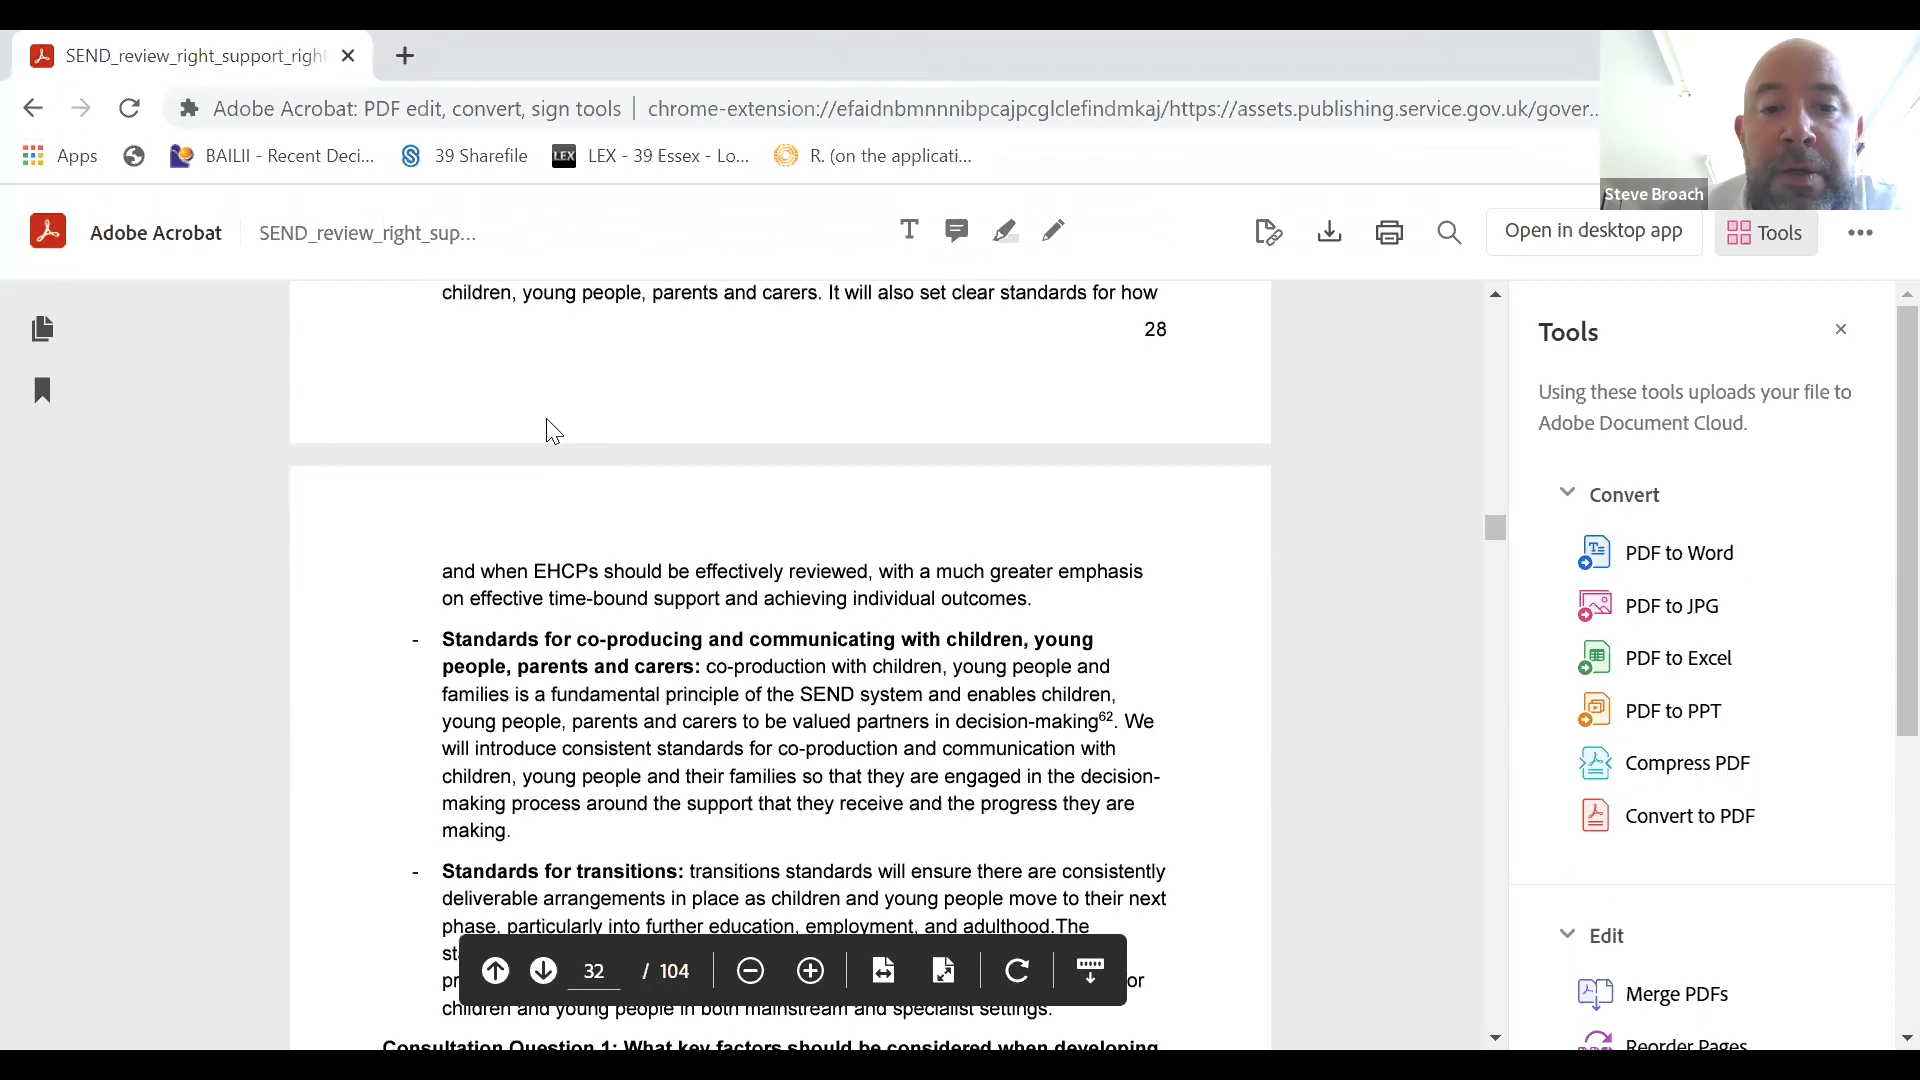 SEND_review_right_support_righ
Adobe Acrobat: PDF edit, convert, sign tools | chrome-extension://efaidnbmnnnibpcajpcglclefindmkaj/https://assets.publishing.service.gov.uk/gover...
Apps
BAILII - Recent Deci...
39 Sharefile
LEX
LEX - 39 Essex - Lo...
R. (on the applicati...
Steve Broach
Adobe Acrobat
SEND_review_right_sup...
Open in desktop app
Tools
children, young people, parents and carers. It will also set clear standards for how
28
and when EHCPs should be effectively reviewed, with a much greater emphasis
on effective time-bound support and achieving individual outcomes.
- Standards for co-producing and communicating with children, young
people, parents and carers: co-production with children, young people and
families is a fundamental principle of the SEND system and enables children,
young people, parents and carers to be valued partners in decision-making62. We
will introduce consistent standards for co-production and communication with
children, young people and their families so that they are engaged in the decision-
making process around the support that they receive and the progress they are
making.
- Standards for transitions: transitions standards will ensure there are consistently
deliverable arrangements in place as children and young people move to their next
phase, particularly into further education, employment, and adulthood.The
children and young people in both mainstream and specialist settings.
Consultation Question 1: What key factors should be considered when developing
32 / 104
Tools
Using these tools uploads your file to
Adobe Document Cloud.
Convert
PDF to Word
PDF to JPG
PDF to Excel
PDF to PPT
Compress PDF
Convert to PDF
Edit
Merge PDFs
Reorder Pages